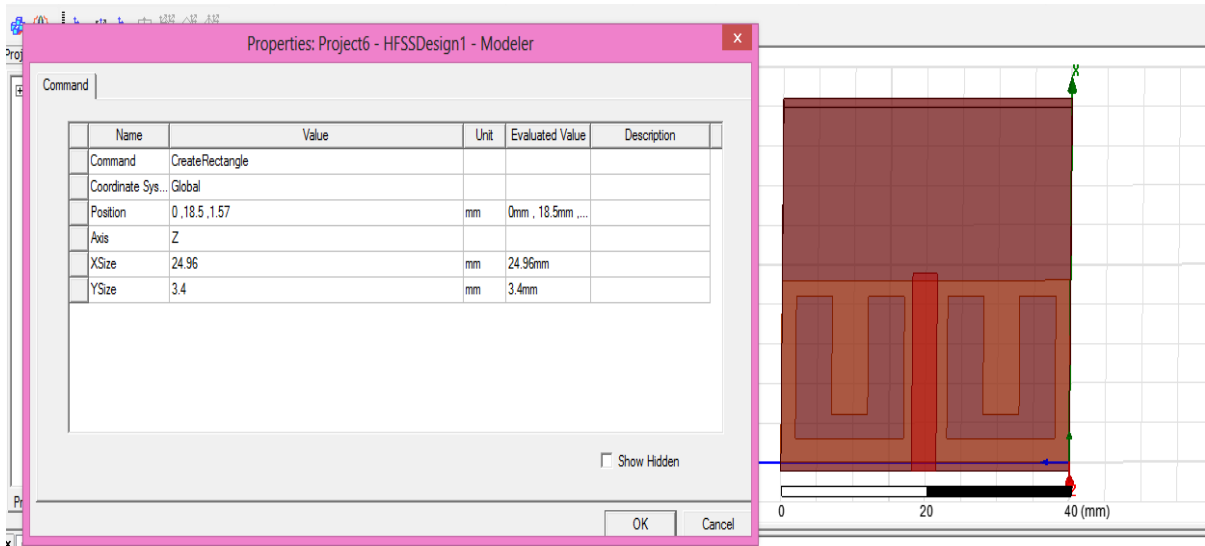 Properties: Project6 - HFSSDesign1 - Modeler
x
Proj
Command
Name Value Unit Evaluated Value Description
Command CreateRectangle
Coordinate Sys... Global
Position 0 ,18.5 ,1.57 mm 0mm , 18.5mm ,...
Axis Z
XSize 24.96 mm 24.96mm
YSize 3.4 mm 3.4mm
Show Hidden
Pr
OK Cancel
X
Z
0 20 40 (mm)
x